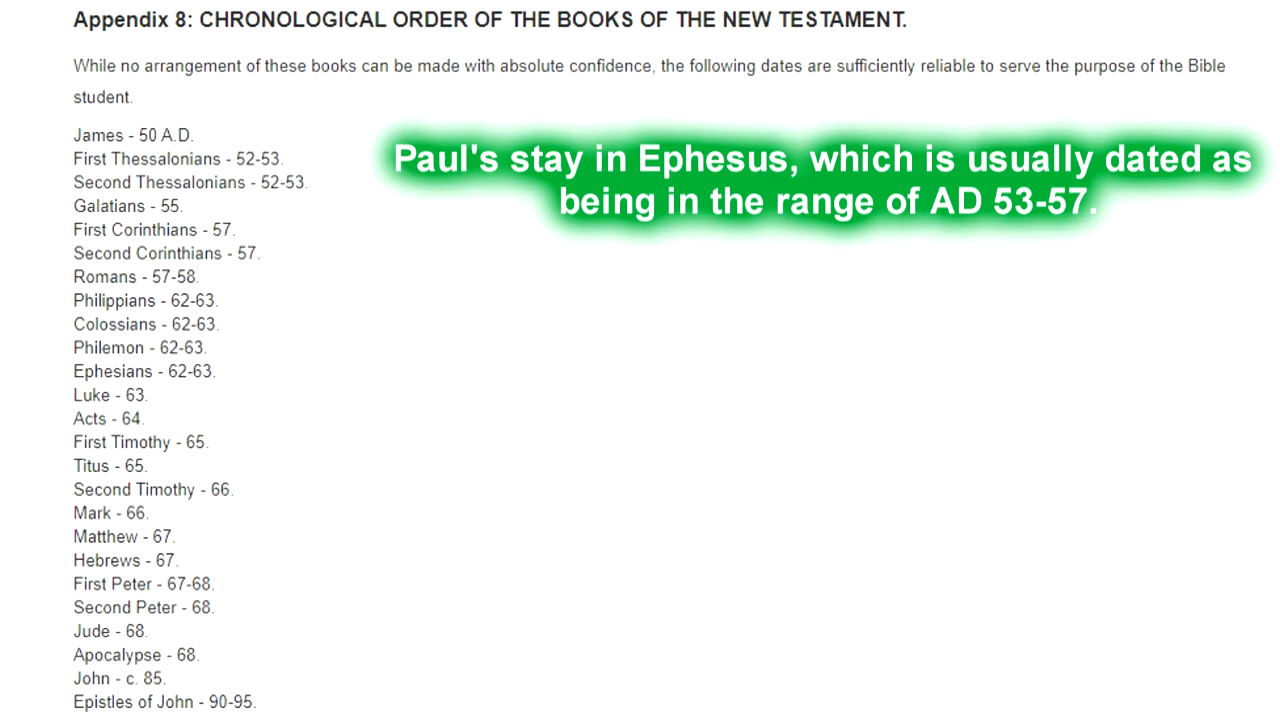 Appendix 8: CHRONOLOGICAL ORDER OF THE BOOKS OF THE NEW TESTAMENT.
While no arrangement of these books can be made with absolute confidence, the following dates are sufficiently reliable to serve the purpose of the Bible
student.
James - 50 A.D.
First Thessalonians - 52-53.
Second Thessalonians - 52-53.
Galatians - 55.
First Corinthians - 57.
Second Corinthians - 57.
Romans - 57-58.
Philippians - 62-63.
Colossians - 62-63.
Philemon - 62-63.
Ephesians - 62-63.
Luke - 63.
Acts - 64.
First Timothy - 65.
Titus - 65.
Second Timothy - 66.
Mark - 66.
Matthew - 67.
Hebrews - 67.
First Peter - 67-68.
Second Peter - 68.
Jude - 68.
Apocalypse - 68.
John - c. 85.
Epistles of John - 90-95.
Paul's stay in Ephesus, which is usually dated as
being in the range of AD 53-57.